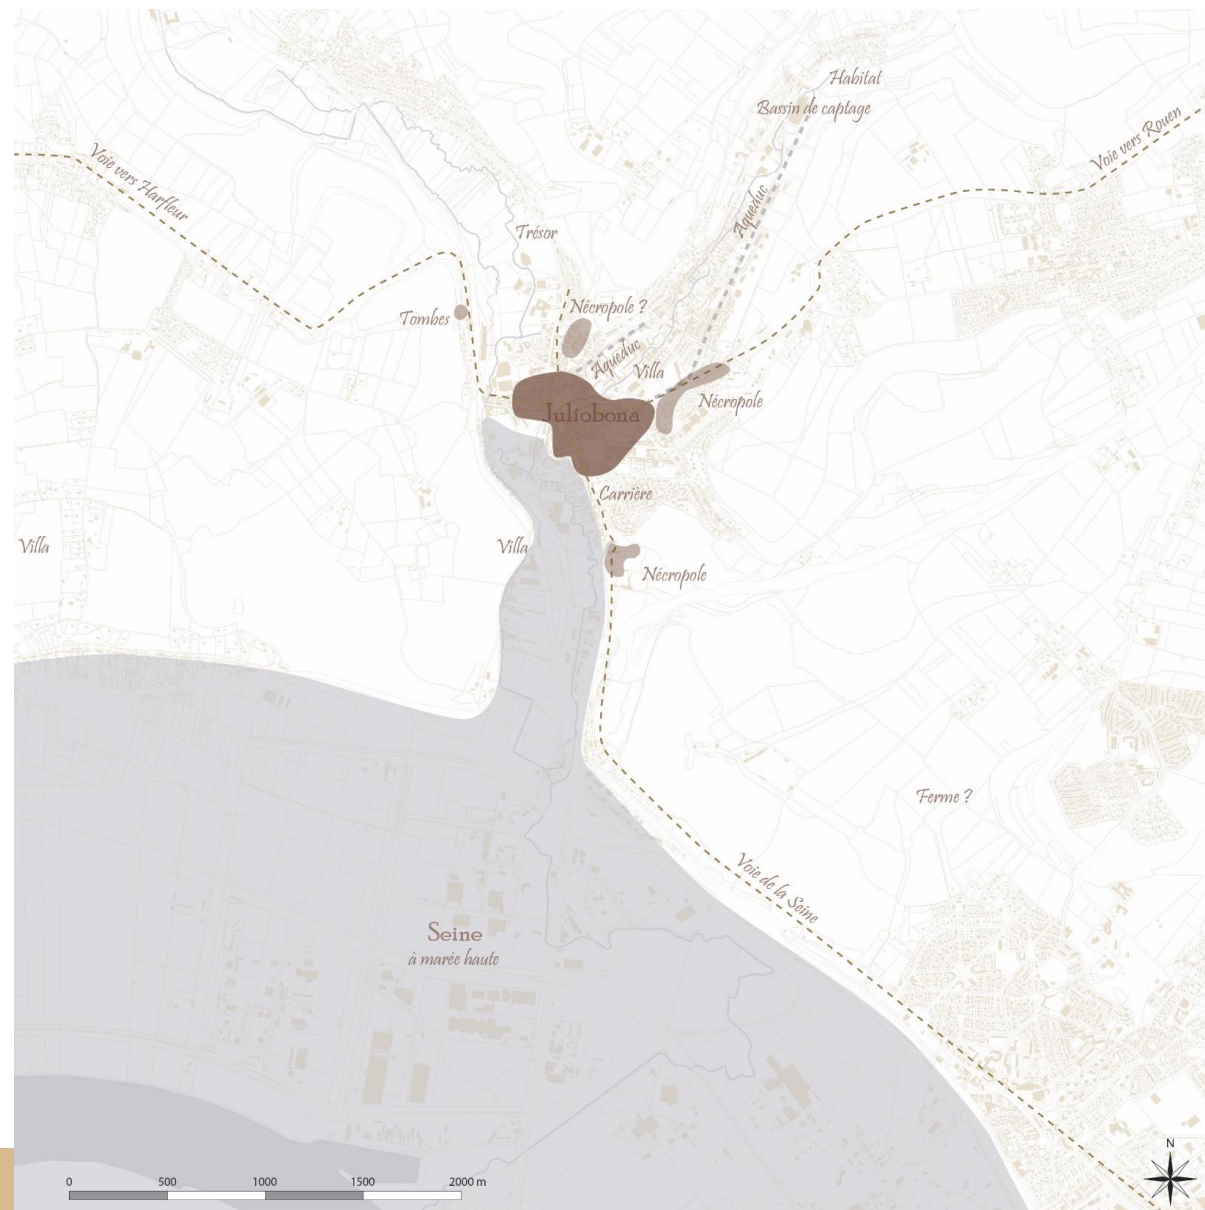 Habitat
Bassin de captage
Voie vers Rouen
Voie vers Harfleur
Aqueduc
Trésor
Nécropole ?
Tombes
Aqueduc
Villa
Nécropole
Juliobona
Carrière
Villa
Villa
Nécropole
Ferme ?
Voie de la Seine
Seine
à marée haute
N
0 500 1000 1500 2000 m